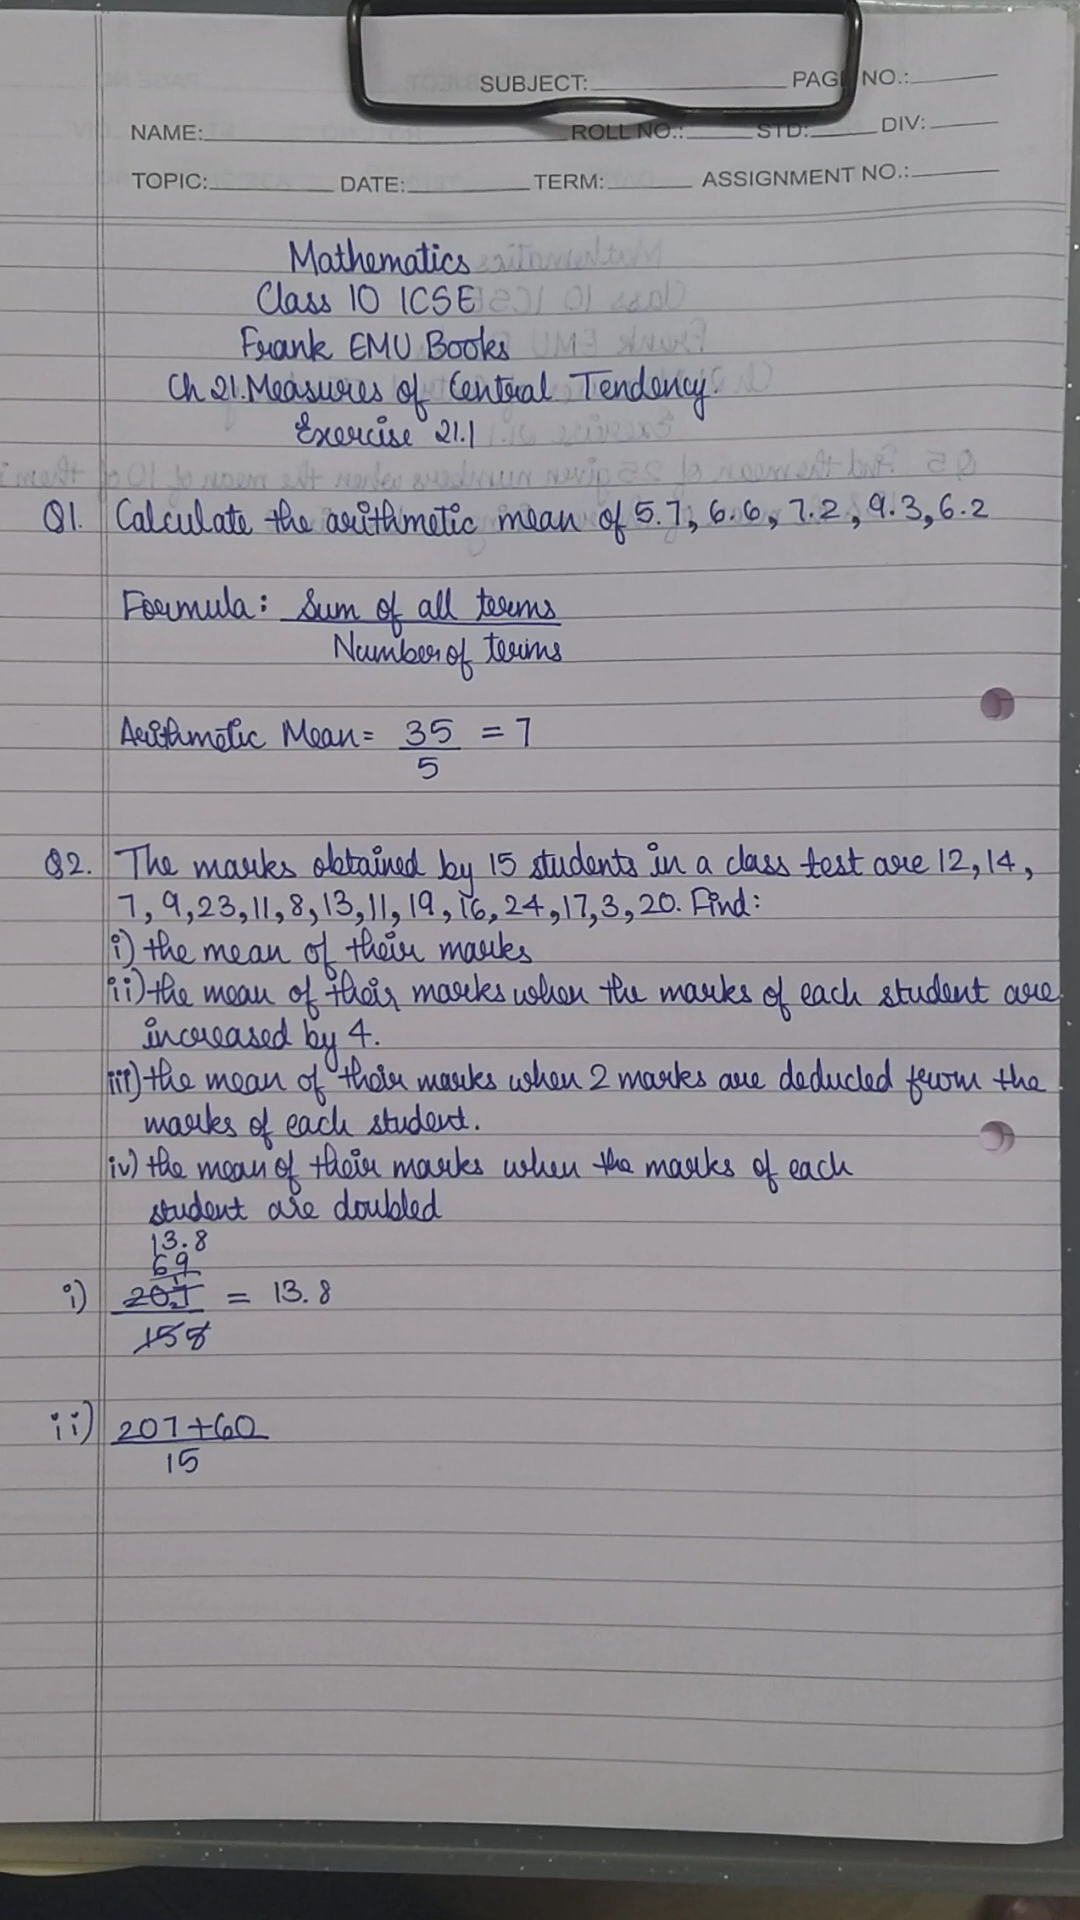 SUBJECT: PAGE NO.:
NAME: ROLL NO.: STD: DIV:
TOPIC: DATE: TERM: ASSIGNMENT NO.:
Mathematics
Class 10 ICSE
Frank EMU Books
Ch 21. Measures of Central Tendency.
Exercise 21.1
Q1. Calculate the arithmetic mean of 5.7, 6.6, 7.2, 9.3, 6.2
Formula: Sum of all terms
Number of terms
Arithmetic Mean = 35 = 7
5
Q2. The marks obtained by 15 students in a class test are 12, 14,
7, 9, 23, 11, 8, 13, 11, 19, 16, 24, 17, 3, 20. Find:
i) the mean of their marks
ii) the mean of their marks when the marks of each student are
increased by 4.
iii) the mean of their marks when 2 marks are deducted from the
marks of each student.
iv) the mean of their marks when the marks of each
student are doubled
13.8
69
i) 207 = 13.8
15 5
ii) 207+60
15